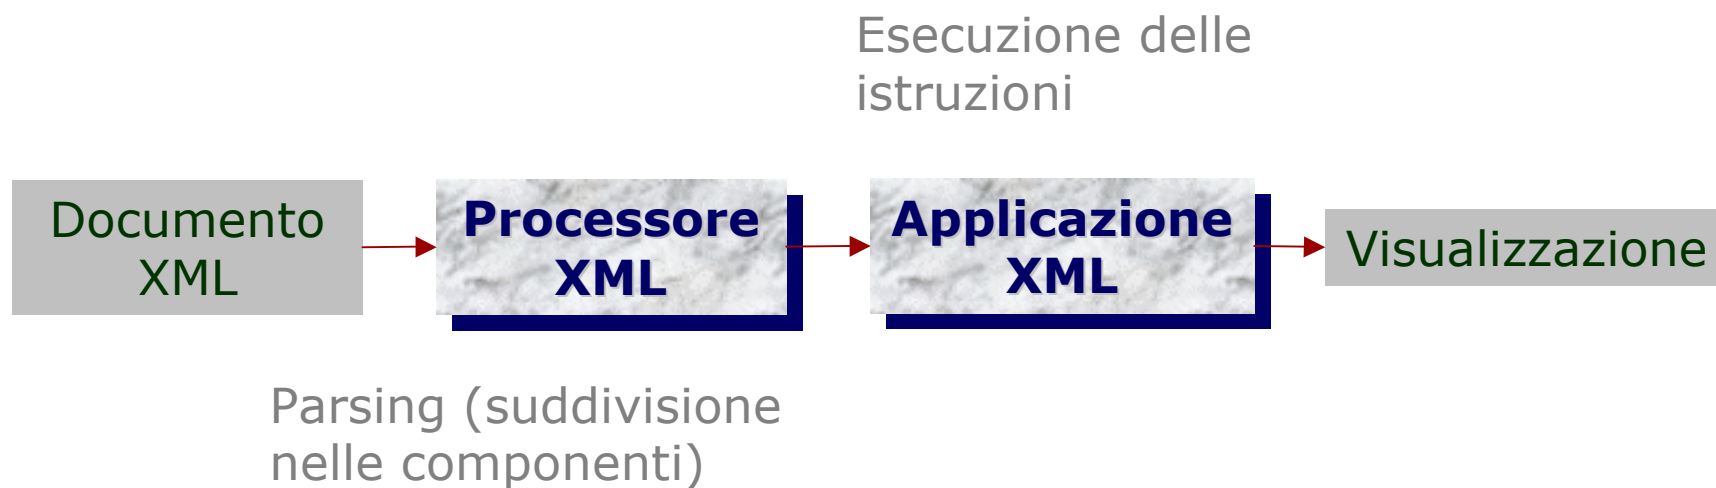 Esecuzione delle
istruzioni
Documento
XML
Processore
XML
Applicazione
XML
Visualizzazione
Parsing (suddivisione
nelle componenti)